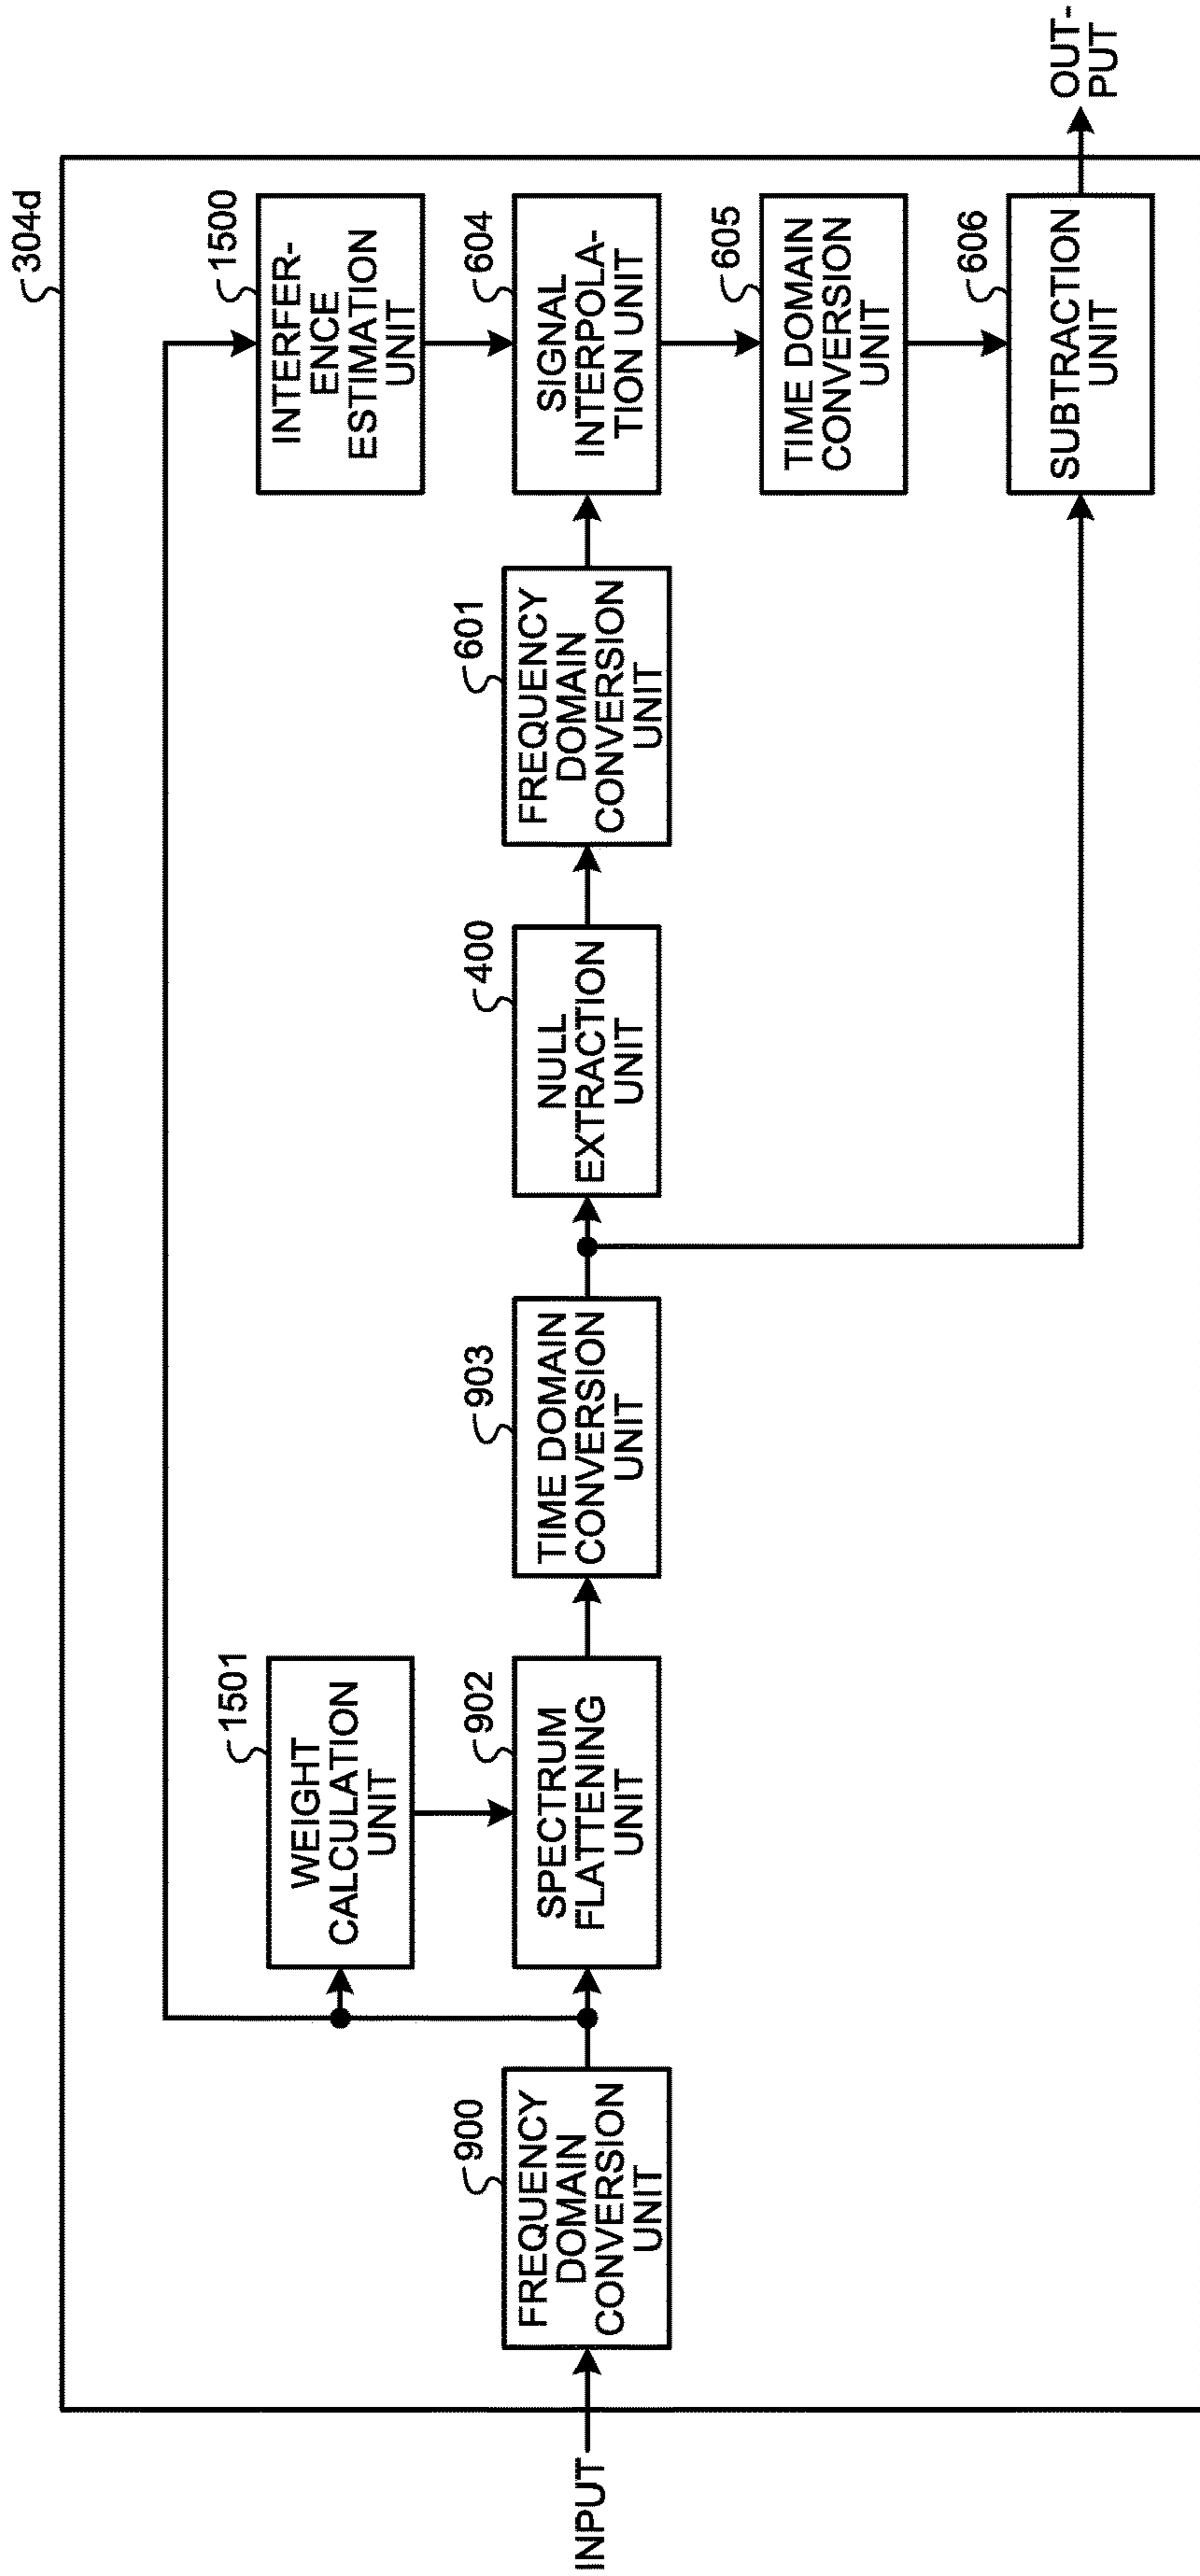 304d
INPUT
900
FREQUENCY
DOMAIN
CONVERSION
UNIT
1501
WEIGHT
CALCULATION
UNIT
902
SPECTRUM
FLATTENING
UNIT
903
TIME DOMAIN
CONVERSION
UNIT
400
NULL
EXTRACTION
UNIT
601
FREQUENCY
DOMAIN
CONVERSION
UNIT
1500
INTERFER-
ENCE
ESTIMATION
UNIT
604
SIGNAL
INTERPOLA-
TION UNIT
605
TIME DOMAIN
CONVERSION
UNIT
606
SUBTRACTION
UNIT
OUT-
PUT